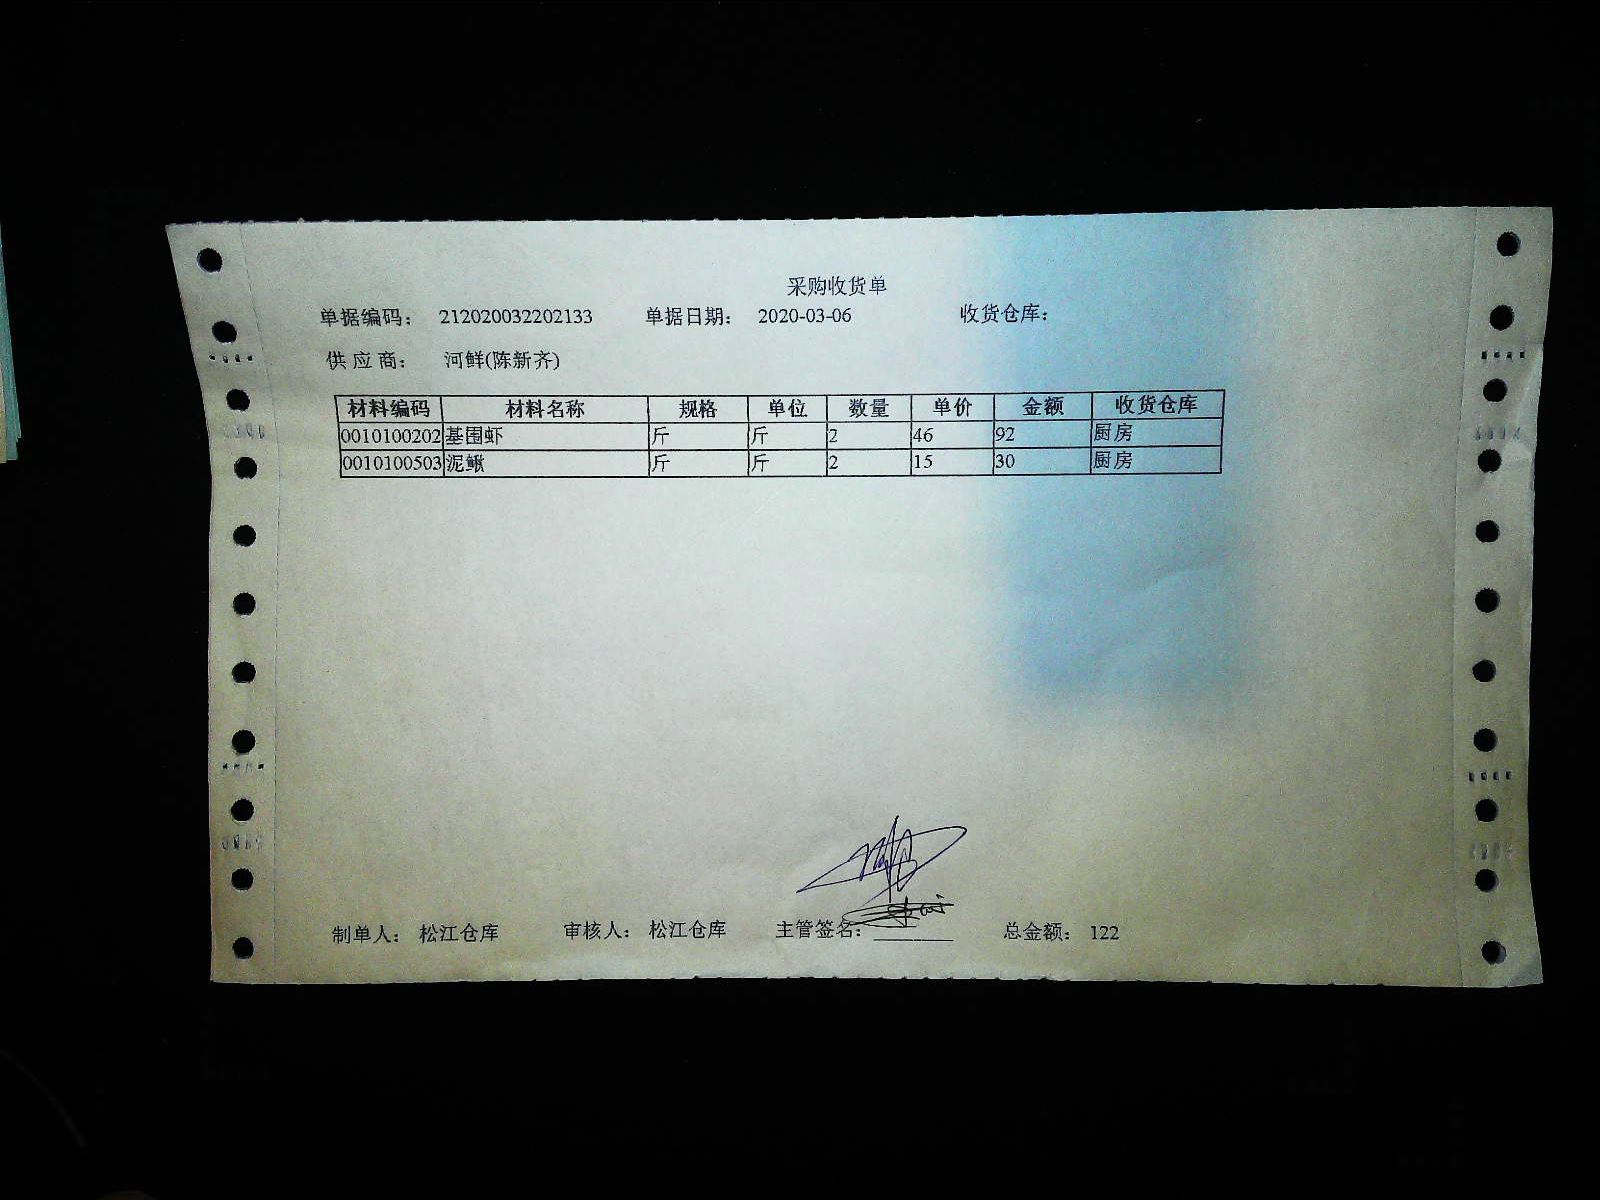 采购收货单
单据编码： 212020032202133 单据日期： 2020-03-06 收货仓库：
供 应 商： 河鲜(陈新齐)
材料编码 材料名称 规格 单位 数量 单价 金额 收货仓库
0010100202 基围虾 斤 斤 2 46 92 厨房
0010100503 泥鳅 斤 斤 2 15 30 厨房
制单人： 松江仓库 审核人： 松江仓库 主管签名： 总金额： 122